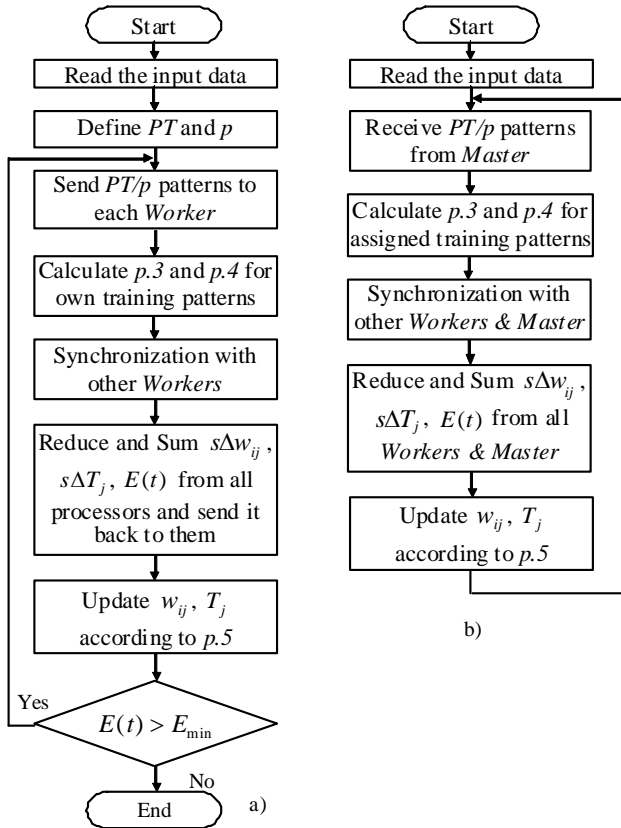 Start
Read the input data
Define PT and p
Send PT/p patterns to
each Worker
Calculate p.3 and p.4 for
own training patterns
Synchronization with
other Workers
Reduce and Sum sΔw_ij ,
sΔT_j , E(t) from all
processors and send it
back to them
Update w_ij , T_j
according to p.5
Yes
E(t) > E_min
No
End
a)
Start
Read the input data
Receive PT/p patterns
from Master
Calculate p.3 and p.4 for
assigned training patterns
Synchronization with
other Workers & Master
Reduce and Sum sΔw_ij ,
sΔT_j , E(t) from all
Workers & Master
Update w_ij , T_j
according to p.5
b)